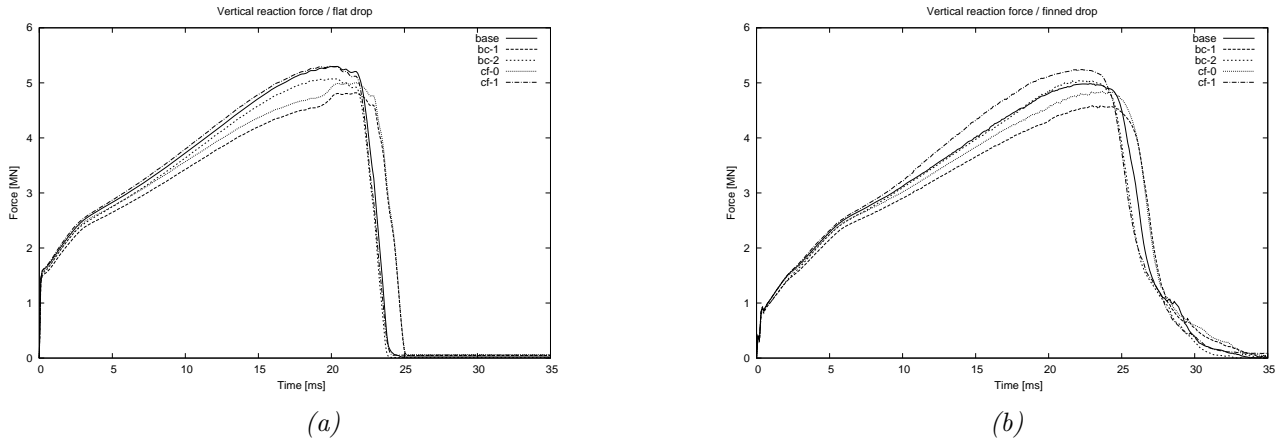 Vertical reaction force / flat drop
6
5
4
3
2
1
0
Force [MN]
base
bc-1
bc-2
cf-0
cf-1
0 5 10 15 20 25 30 35
Time [ms]
(a)
Vertical reaction force / finned drop
6
5
4
3
2
1
0
Force [MN]
base
bc-1
bc-2
cf-0
cf-1
0 5 10 15 20 25 30 35
Time [ms]
(b)